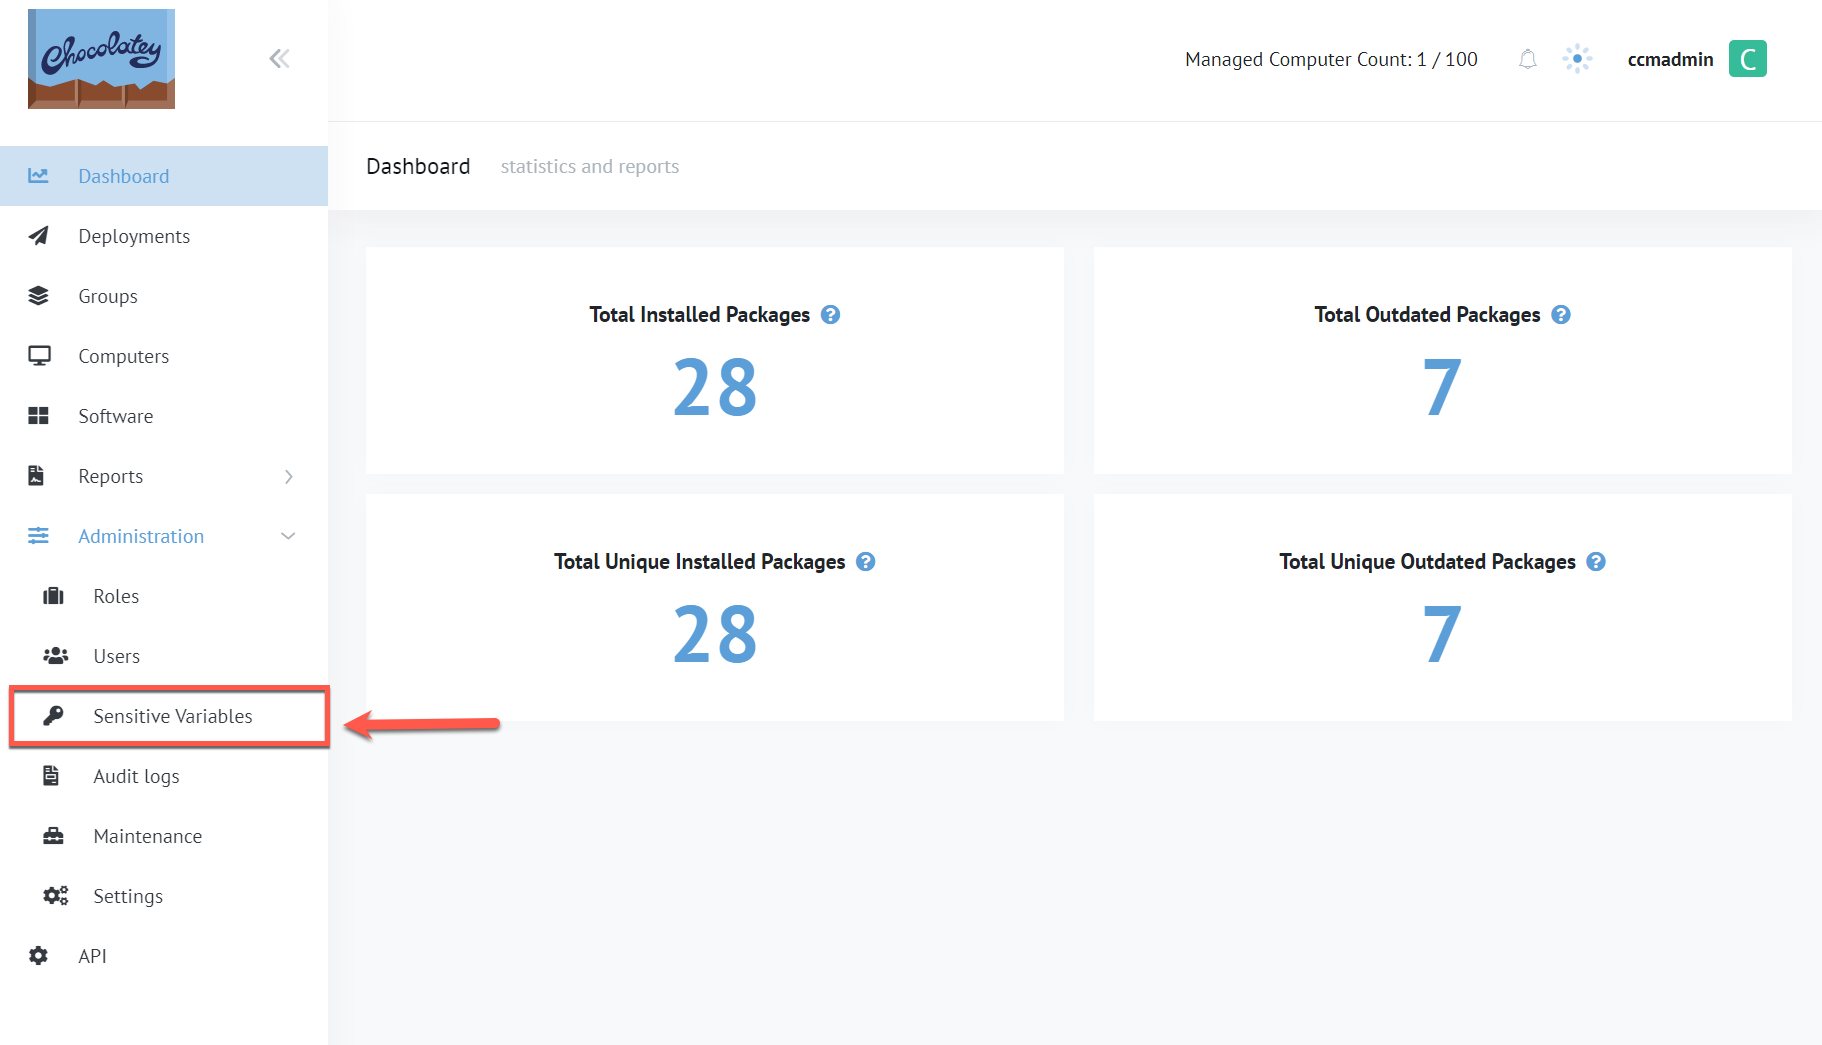 Chocolatey
Managed Computer Count: 1 / 100
ccmadmin
C
Dashboard
Deployments
Groups
Computers
Software
Reports
Administration
Roles
Users
Sensitive Variables
Audit logs
Maintenance
Settings
API
Dashboard statistics and reports
Total Installed Packages ?
28
Total Outdated Packages ?
7
Total Unique Installed Packages ?
28
Total Unique Outdated Packages ?
7